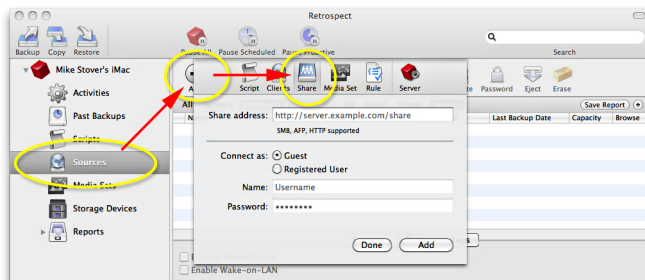 Retrospect
Backup Copy Restore Pause All Pause Scheduled Pause Proactive Search
Mike Stover's iMac
Activities
Past Backups
Scripts
Sources
Media Sets
Storage Devices
Reports
Script Clients Share Media Set Rule Server
Password Eject Erase
All
Save Report
Last Backup Date Capacity Browse
Share address: http://server.example.com/share
SMB, AFP, HTTP supported
Connect as: Guest
Registered User
Name: Username
Password: ••••••••
Done Add
Enable Wake-on-LAN